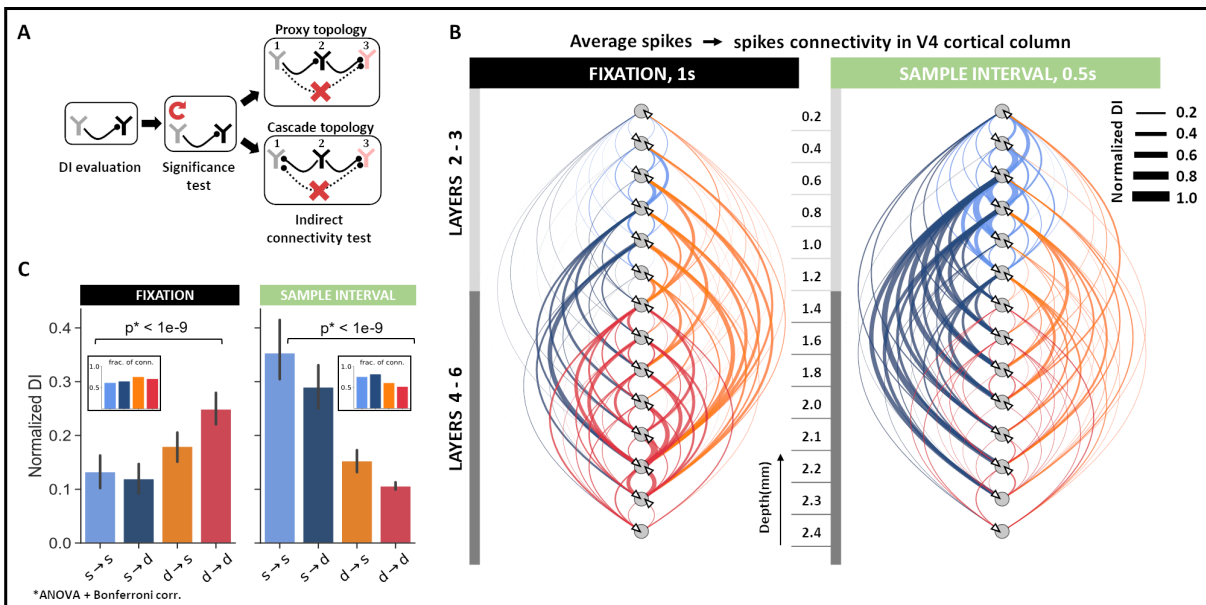 A
Proxy topology
1 2 3
DI evaluation
Significance
test
Cascade topology
1 2 3
Indirect
connectivity test
B
Average spikes → spikes connectivity in V4 cortical column
FIXATION, 1s
SAMPLE INTERVAL, 0.5s
LAYERS 2 - 3
LAYERS 4 - 6
0.2
0.4
0.6
0.8
1.0
1.2
1.4
1.6
1.8
2.0
2.1
2.2
2.3
2.4
Depth(mm)
Normalized DI
0.2
0.4
0.6
0.8
1.0
C
FIXATION
SAMPLE INTERVAL
Normalized DI
0.4
0.3
0.2
0.1
0.0
p* < 1e-9
frac. of conn.
1.0
0.5
p* < 1e-9
frac. of conn.
1.0
0.5
s→s
s→d
d→s
d→d
s→s
s→d
d→s
d→d
*ANOVA + Bonferroni corr.